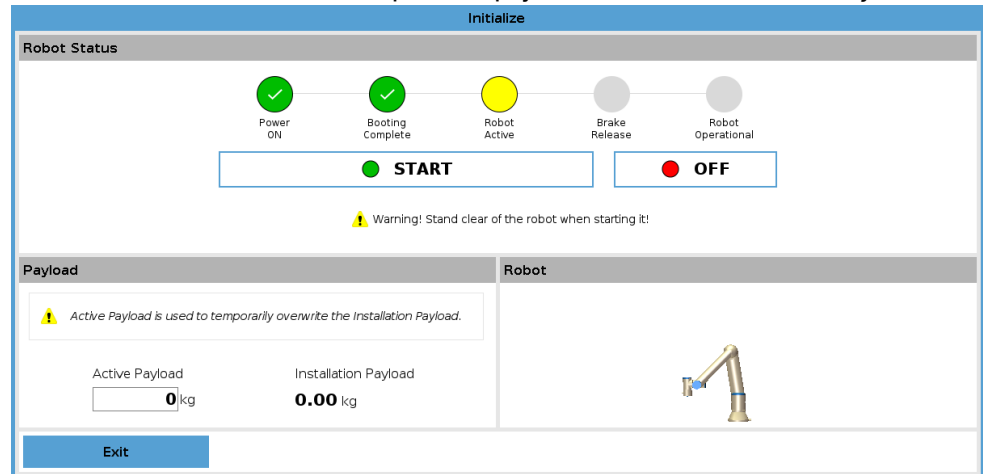 Initialize
Robot Status
Power
ON
Booting
Complete
Robot
Active
Brake
Release
Robot
Operational
START
OFF
Warning! Stand clear of the robot when starting it!
Payload
Robot
Active Payload is used to temporarily overwrite the Installation Payload.
Active Payload
Installation Payload
0 kg
0.00 kg
Exit